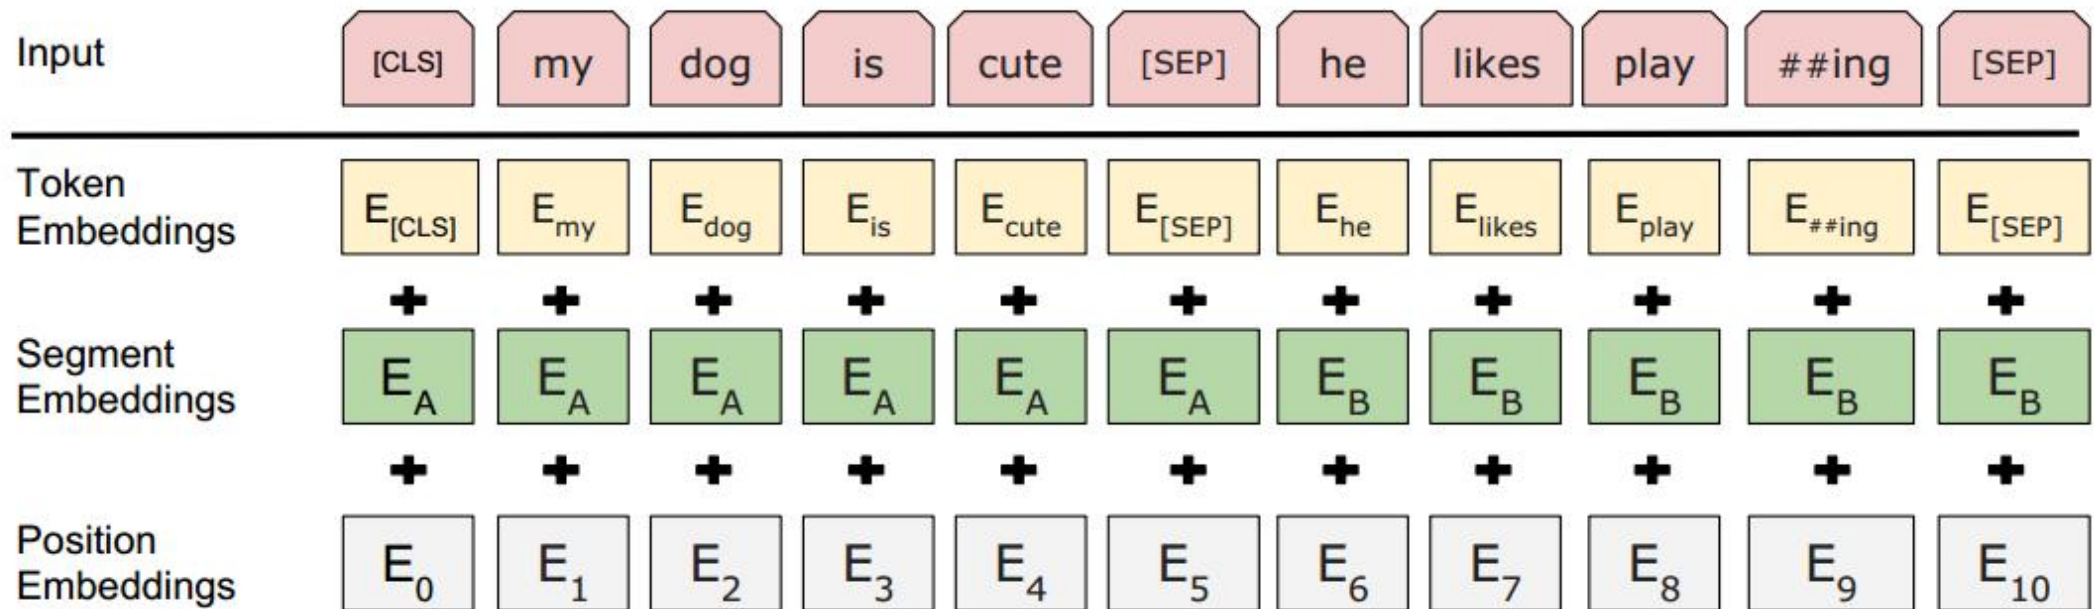 Input [CLS] my dog is cute [SEP] he likes play ##ing [SEP]
Token Embeddings E[CLS] Emy Edog Eis Ecute E[SEP] Ehe Elikes Eplay E##ing E[SEP]
+ + + + + + + + + + +
Segment Embeddings EA EA EA EA EA EA EB EB EB EB EB
+ + + + + + + + + + +
Position Embeddings E0 E1 E2 E3 E4 E5 E6 E7 E8 E9 E10